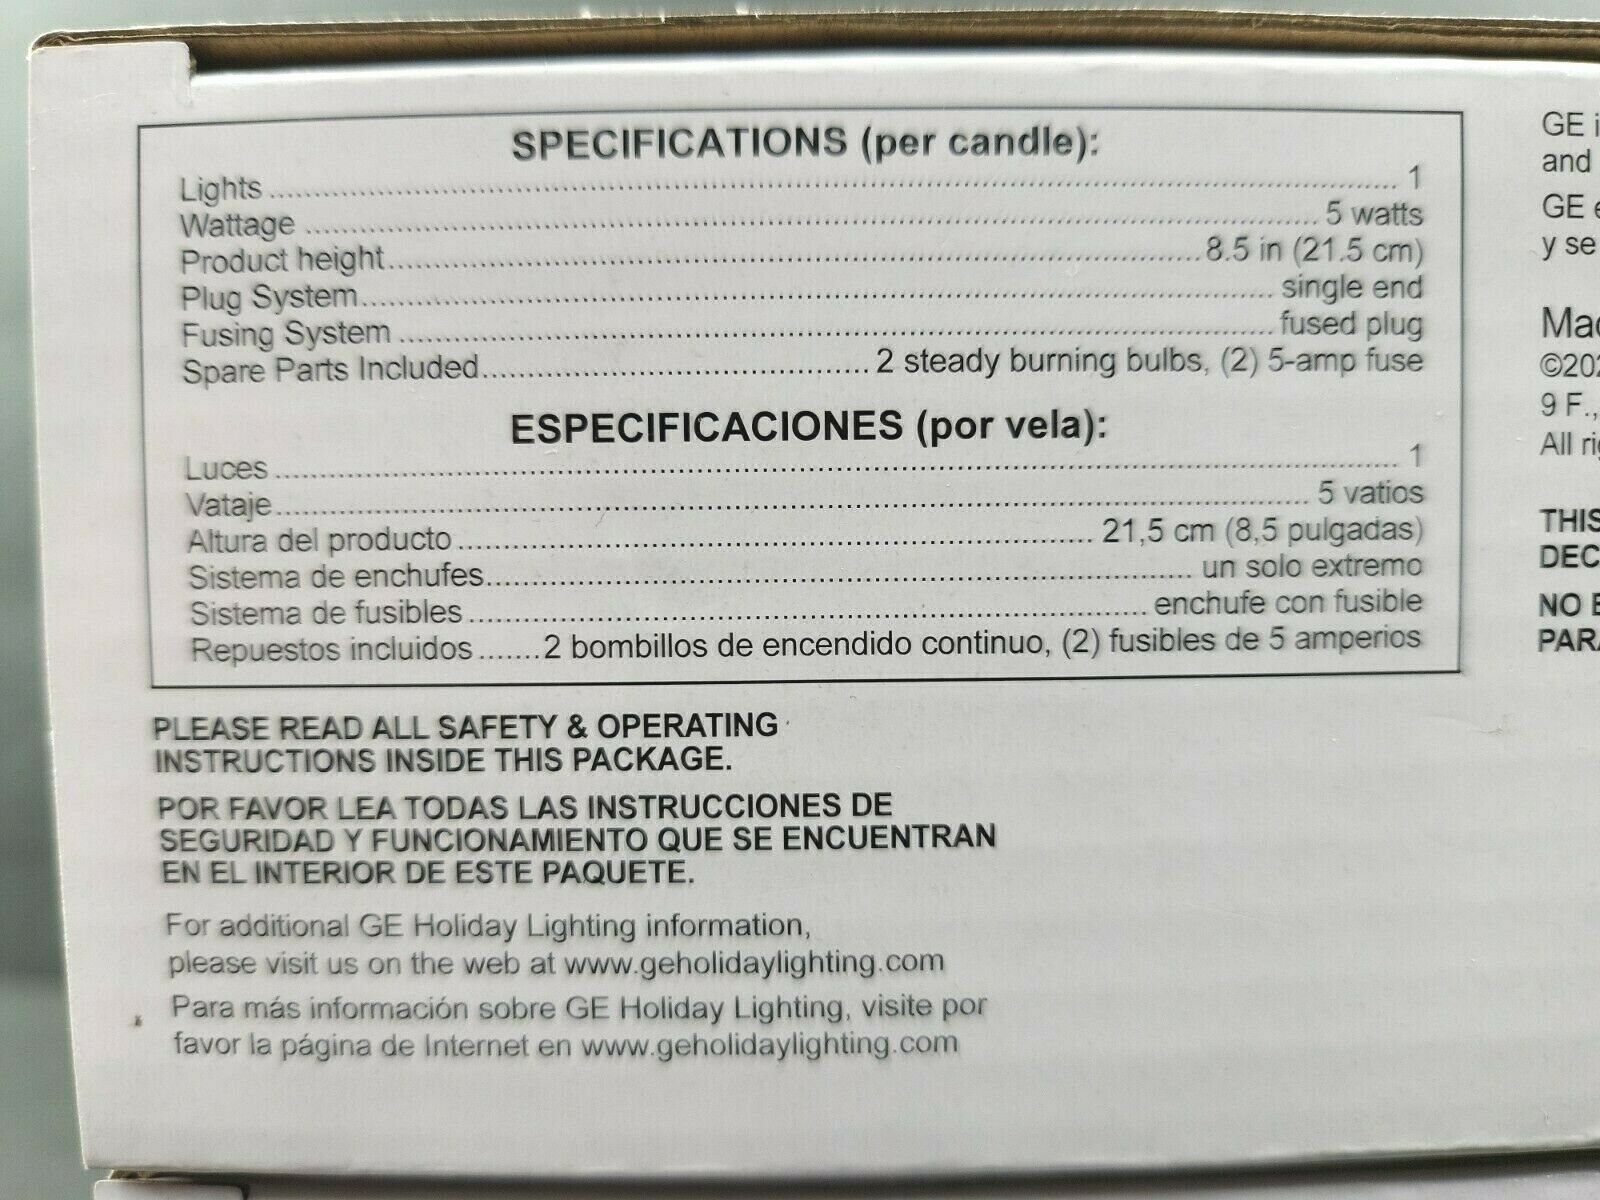 SPECIFICATIONS (per candle):
Lights ........ 1
Wattage ........ 5 watts
Product height ........ 8.5 in (21.5 cm)
Plug System ........ single end
Fusing System ........ fused plug
Spare Parts Included ........ 2 steady burning bulbs, (2) 5-amp fuse
ESPECIFICACIONES (por vela):
Luces ........ 1
Vataje ........ 5 vatios
Altura del producto ........ 21,5 cm (8,5 pulgadas)
Sistema de enchufes ........ un solo extremo
Sistema de fusibles ........ enchufe con fusible
Repuestos incluidos ....... 2 bombillos de encendido continuo, (2) fusibles de 5 amperios
PLEASE READ ALL SAFETY & OPERATING
INSTRUCTIONS INSIDE THIS PACKAGE.
POR FAVOR LEA TODAS LAS INSTRUCCIONES DE
SEGURIDAD Y FUNCIONAMIENTO QUE SE ENCUENTRAN
EN EL INTERIOR DE ESTE PAQUETE.
For additional GE Holiday Lighting information,
please visit us on the web at www.geholidaylighting.com
Para más información sobre GE Holiday Lighting, visite por
favor la página de Internet en www.geholidaylighting.com
GE
and
GE
y se
9 F.,
All
THIS
NO